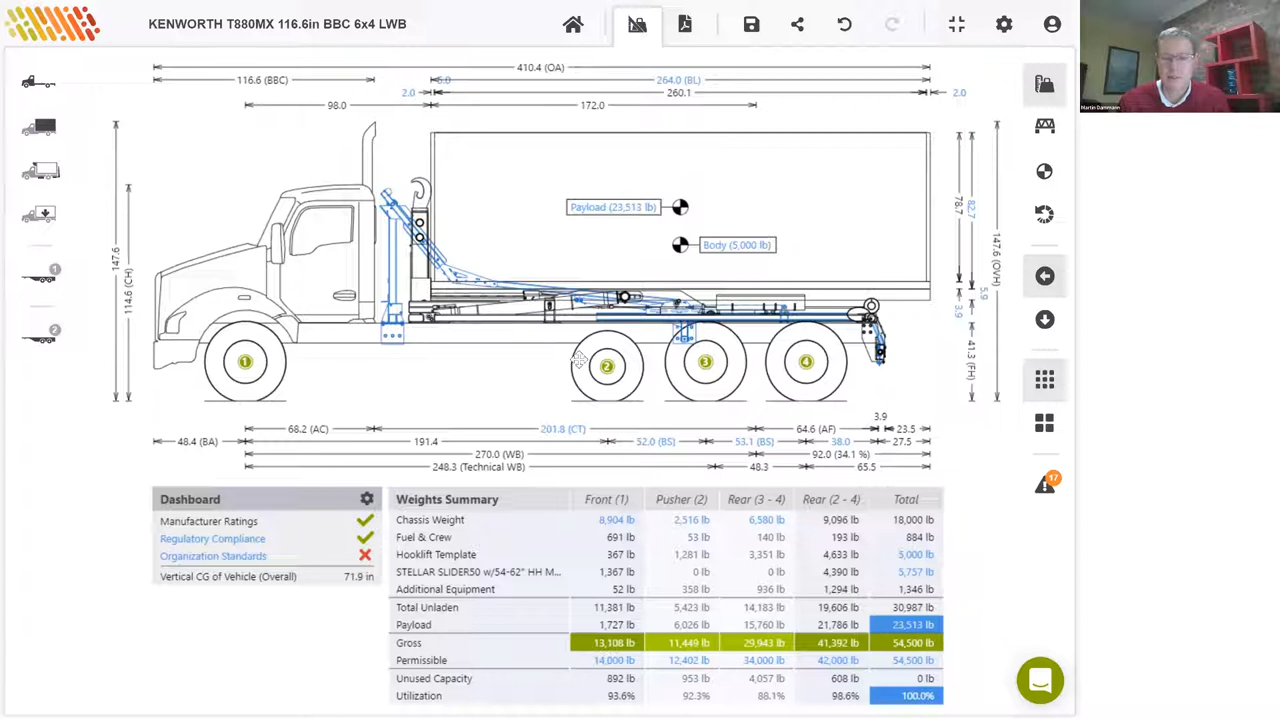 KENWORTH T880MX 116.6in BBC 6x4 LWB
Martin Dammann
410.4 (OA)
116.6 (BBC)
5.0
264.0 (BL)
2.0
260.1
2.0
98.0
172.0
147.6
114.6 (CH)
Payload (23,513 lb)
Body (5,000 lb)
78.7
82.7
147.6 (OVH)
5.9
3.9
41.3 (FH)
1
2
1
2
3
4
17
3.9
68.2 (AC)
201.8 (CT)
64.6 (AF)
23.5
48.4 (BA)
191.4
52.0 (BS)
53.1 (BS)
38.0
27.5
270.0 (WB)
92.0 (34.1 %)
248.3 (Technical WB)
48.3
65.5
Dashboard
Manufacturer Ratings
Regulatory Compliance
Organization Standards
Vertical CG of Vehicle (Overall) 71.9 in
Weights Summary Front (1) Pusher (2) Rear (3 - 4) Rear (2 - 4) Total
Chassis Weight 8,904 lb 2,516 lb 6,580 lb 9,096 lb 18,000 lb
Fuel & Crew 691 lb 53 lb 140 lb 193 lb 884 lb
Hooklift Template 367 lb 1,281 lb 3,351 lb 4,633 lb 5,000 lb
STELLAR SLIDER50 w/54-62" HH M... 1,367 lb 0 lb 0 lb 4,390 lb 5,757 lb
Additional Equipment 52 lb 358 lb 936 lb 1,294 lb 1,346 lb
Total Unladen 11,381 lb 5,423 lb 14,183 lb 19,606 lb 30,987 lb
Payload 1,727 lb 6,026 lb 15,760 lb 21,786 lb 23,513 lb
Gross 13,108 lb 11,449 lb 29,943 lb 41,392 lb 54,500 lb
Permissible 14,000 lb 12,402 lb 34,000 lb 42,000 lb 54,500 lb
Unused Capacity 892 lb 953 lb 4,057 lb 608 lb 0 lb
Utilization 93.6% 92.3% 88.1% 98.6% 100.0%